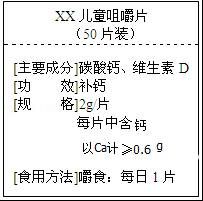 XX 儿童咀嚼片
（50 片装）
[主要成分]碳酸钙、维生素 D
[功　　效]补钙
[规　　格]2g/片
每片中含钙
以Ca计≥0.6 g
[食用方法]嚼食：每日 1 片